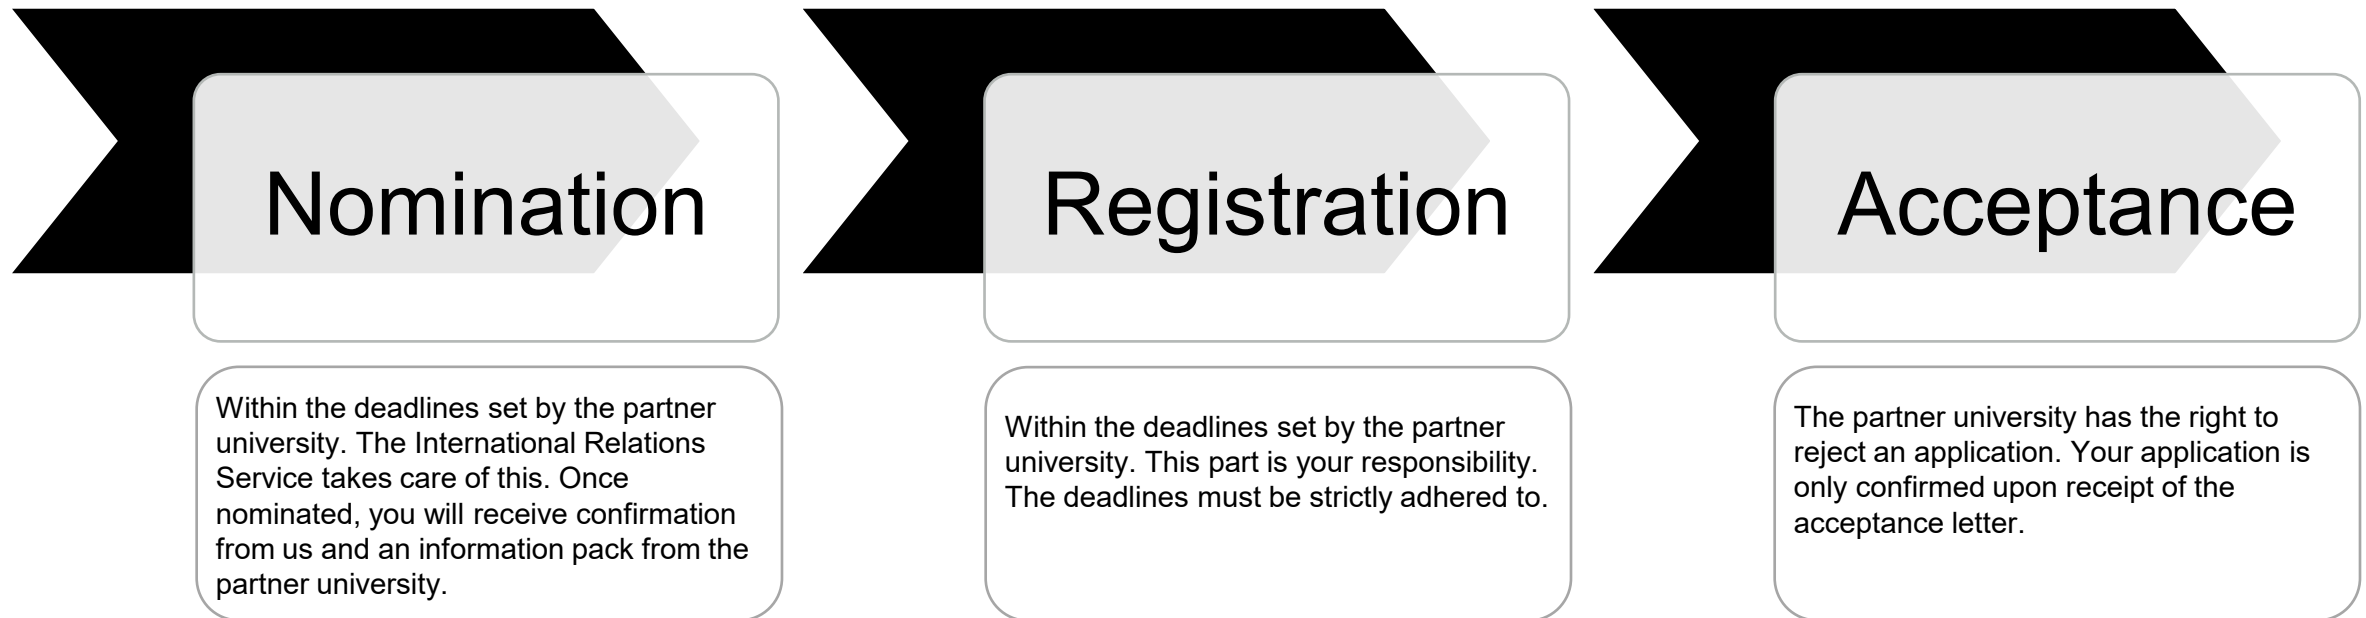 Nomination
Within the deadlines set by the partner
university. The International Relations
Service takes care of this. Once
nominated, you will receive confirmation
from us and an information pack from the
partner university.
Registration
Within the deadlines set by the partner
university. This part is your responsibility.
The deadlines must be strictly adhered to.
Acceptance
The partner university has the right to
reject an application. Your application is
only confirmed upon receipt of the
acceptance letter.